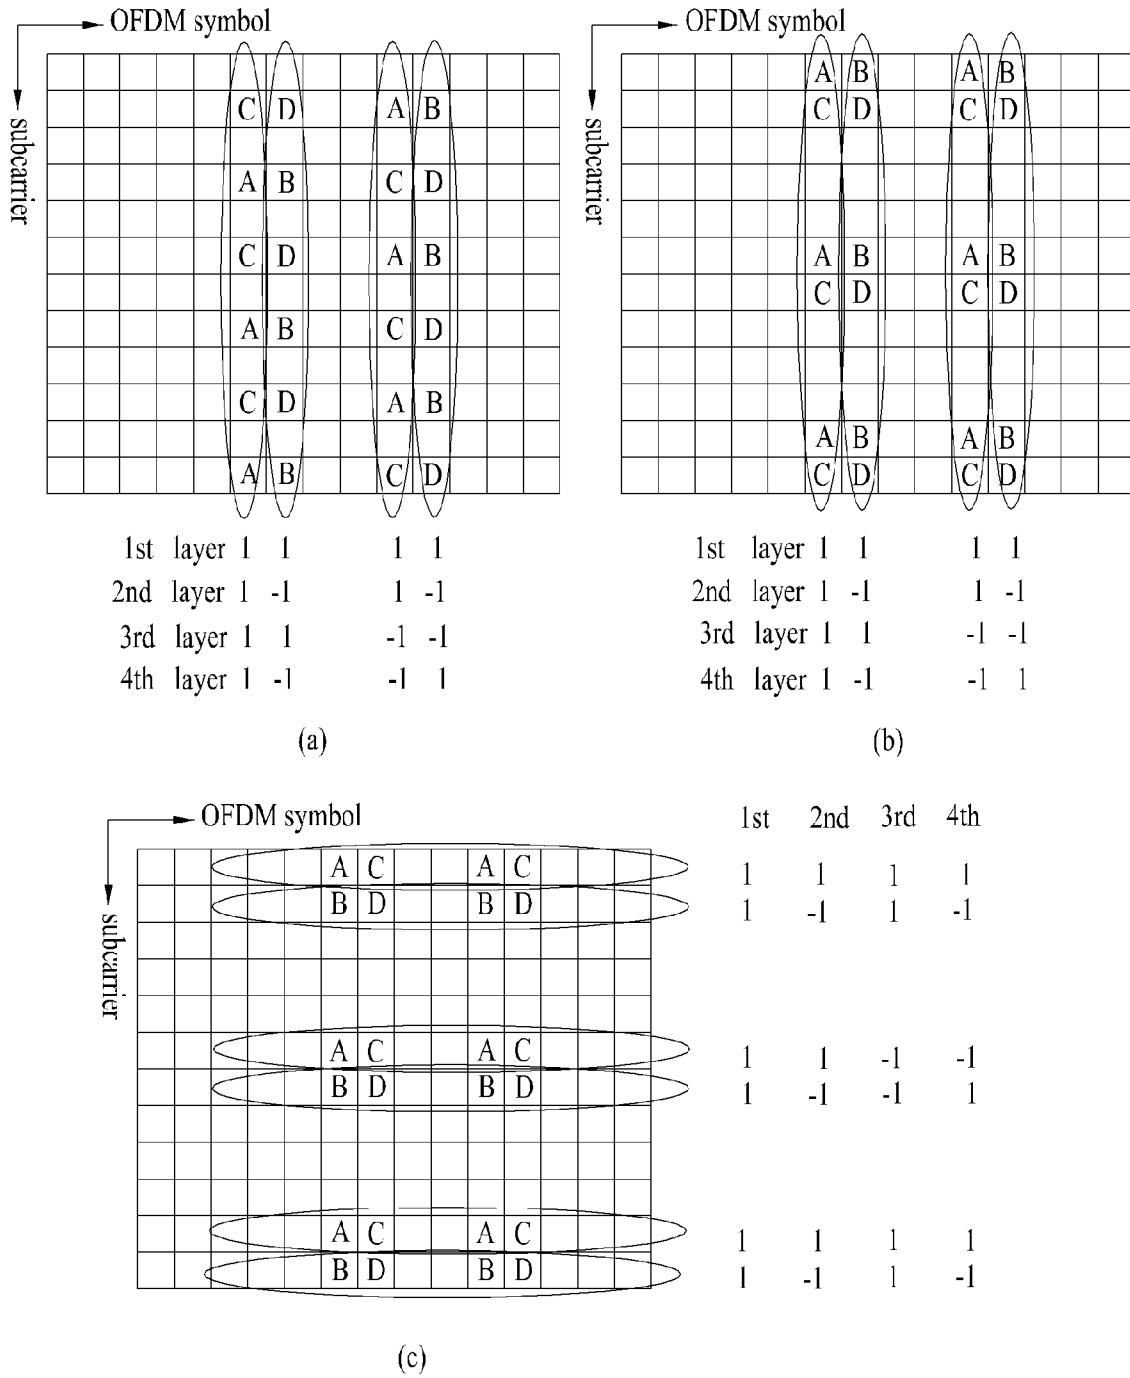 OFDM symbol
subcarrier
C D A B
A B C D
C D A B
A B C D
C D A B
A B C D
1st layer 1 1 1 1
2nd layer 1 -1 1 -1
3rd layer 1 1 -1 -1
4th layer 1 -1 -1 1
(a)
OFDM symbol
subcarrier
A B A B
C D C D
A B A B
C D C D
A B A B
C D C D
1st layer 1 1 1 1
2nd layer 1 -1 1 -1
3rd layer 1 1 -1 -1
4th layer 1 -1 -1 1
(b)
OFDM symbol
subcarrier
1st 2nd 3rd 4th
A C A C 1 1 1 1
B D B D 1 -1 1 -1
A C A C 1 1 -1 -1
B D B D 1 -1 -1 1
A C A C 1 1 1 1
B D B D 1 -1 1 -1
(c)